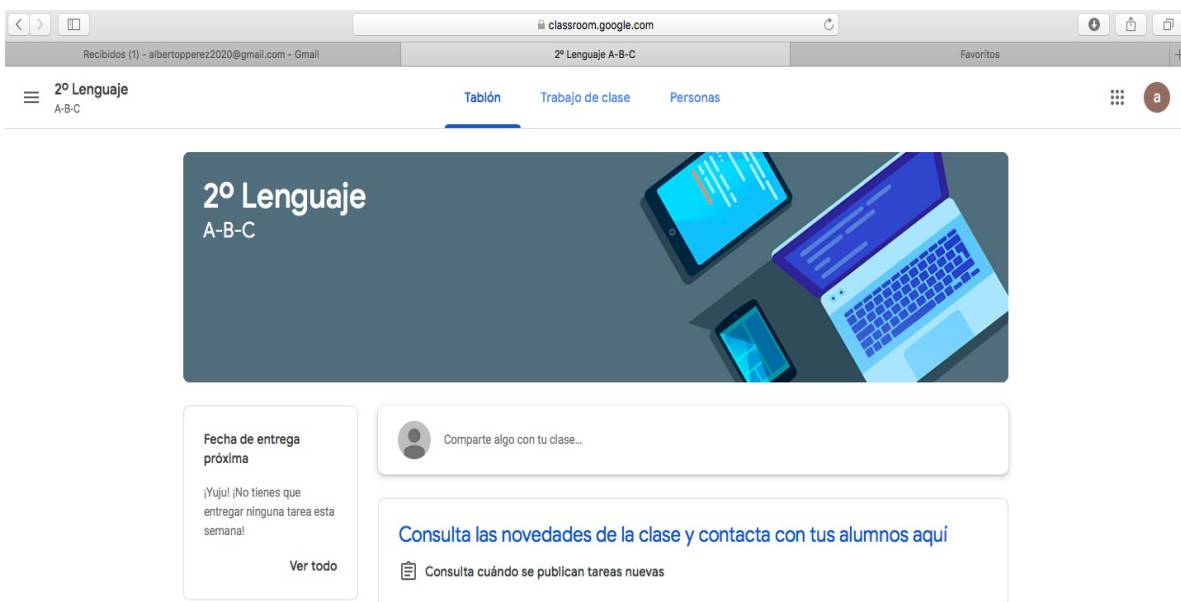 classroom.google.com
Recibidos (1) - albertopperez2020@gmail.com - Gmail
2º Lenguaje A-B-C
Favoritos
2º Lenguaje
A-B-C
Tablón
Trabajo de clase
Personas
a
2º Lenguaje
A-B-C
Fecha de entrega
próxima
¡Yuju! ¡No tienes que
entregar ninguna tarea esta
semana!
Ver todo
Comparte algo con tu clase...
Consulta las novedades de la clase y contacta con tus alumnos aquí
Consulta cuándo se publican tareas nuevas